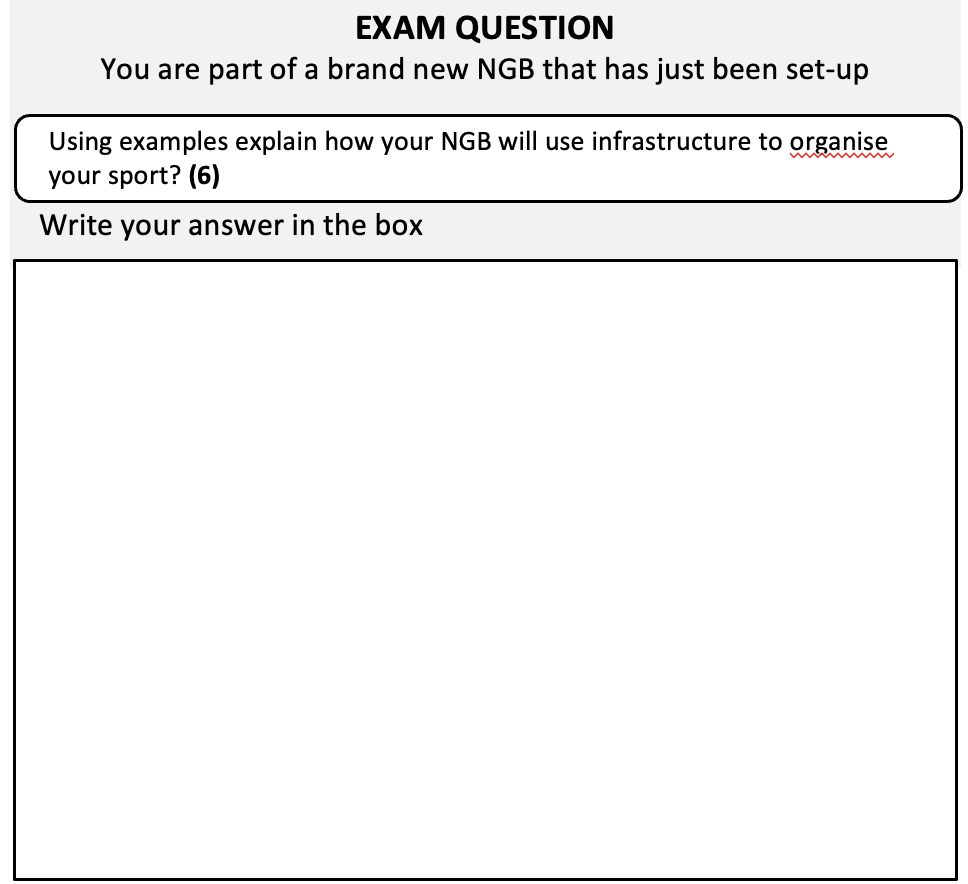 EXAM QUESTION
You are part of a brand new NGB that has just been set-up
Using examples explain how your NGB will use infrastructure to organise
your sport? (6)
Write your answer in the box